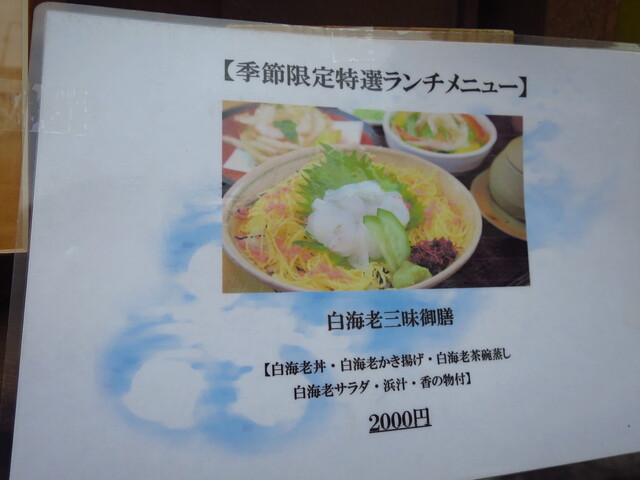 【季節限定特選ランチメニュー】
白海老三昧御膳
【白海老丼・白海老かき揚げ・白海老茶碗蒸し
白海老サラダ・浜汁・香の物付】
2000円